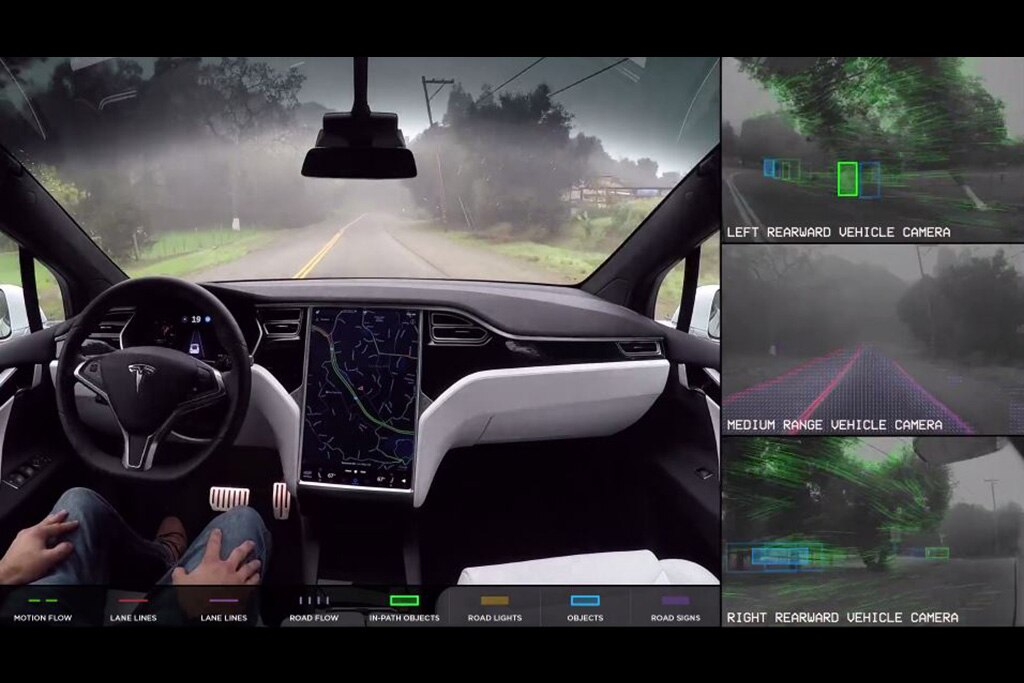 19
LEFT REARWARD VEHICLE CAMERA
MEDIUM RANGE VEHICLE CAMERA
RIGHT REARWARD VEHICLE CAMERA
MOTION FLOW
LANE LINES
LANE LINES
ROAD FLOW
IN-PATH OBJECTS
ROAD LIGHTS
OBJECTS
ROAD SIGNS